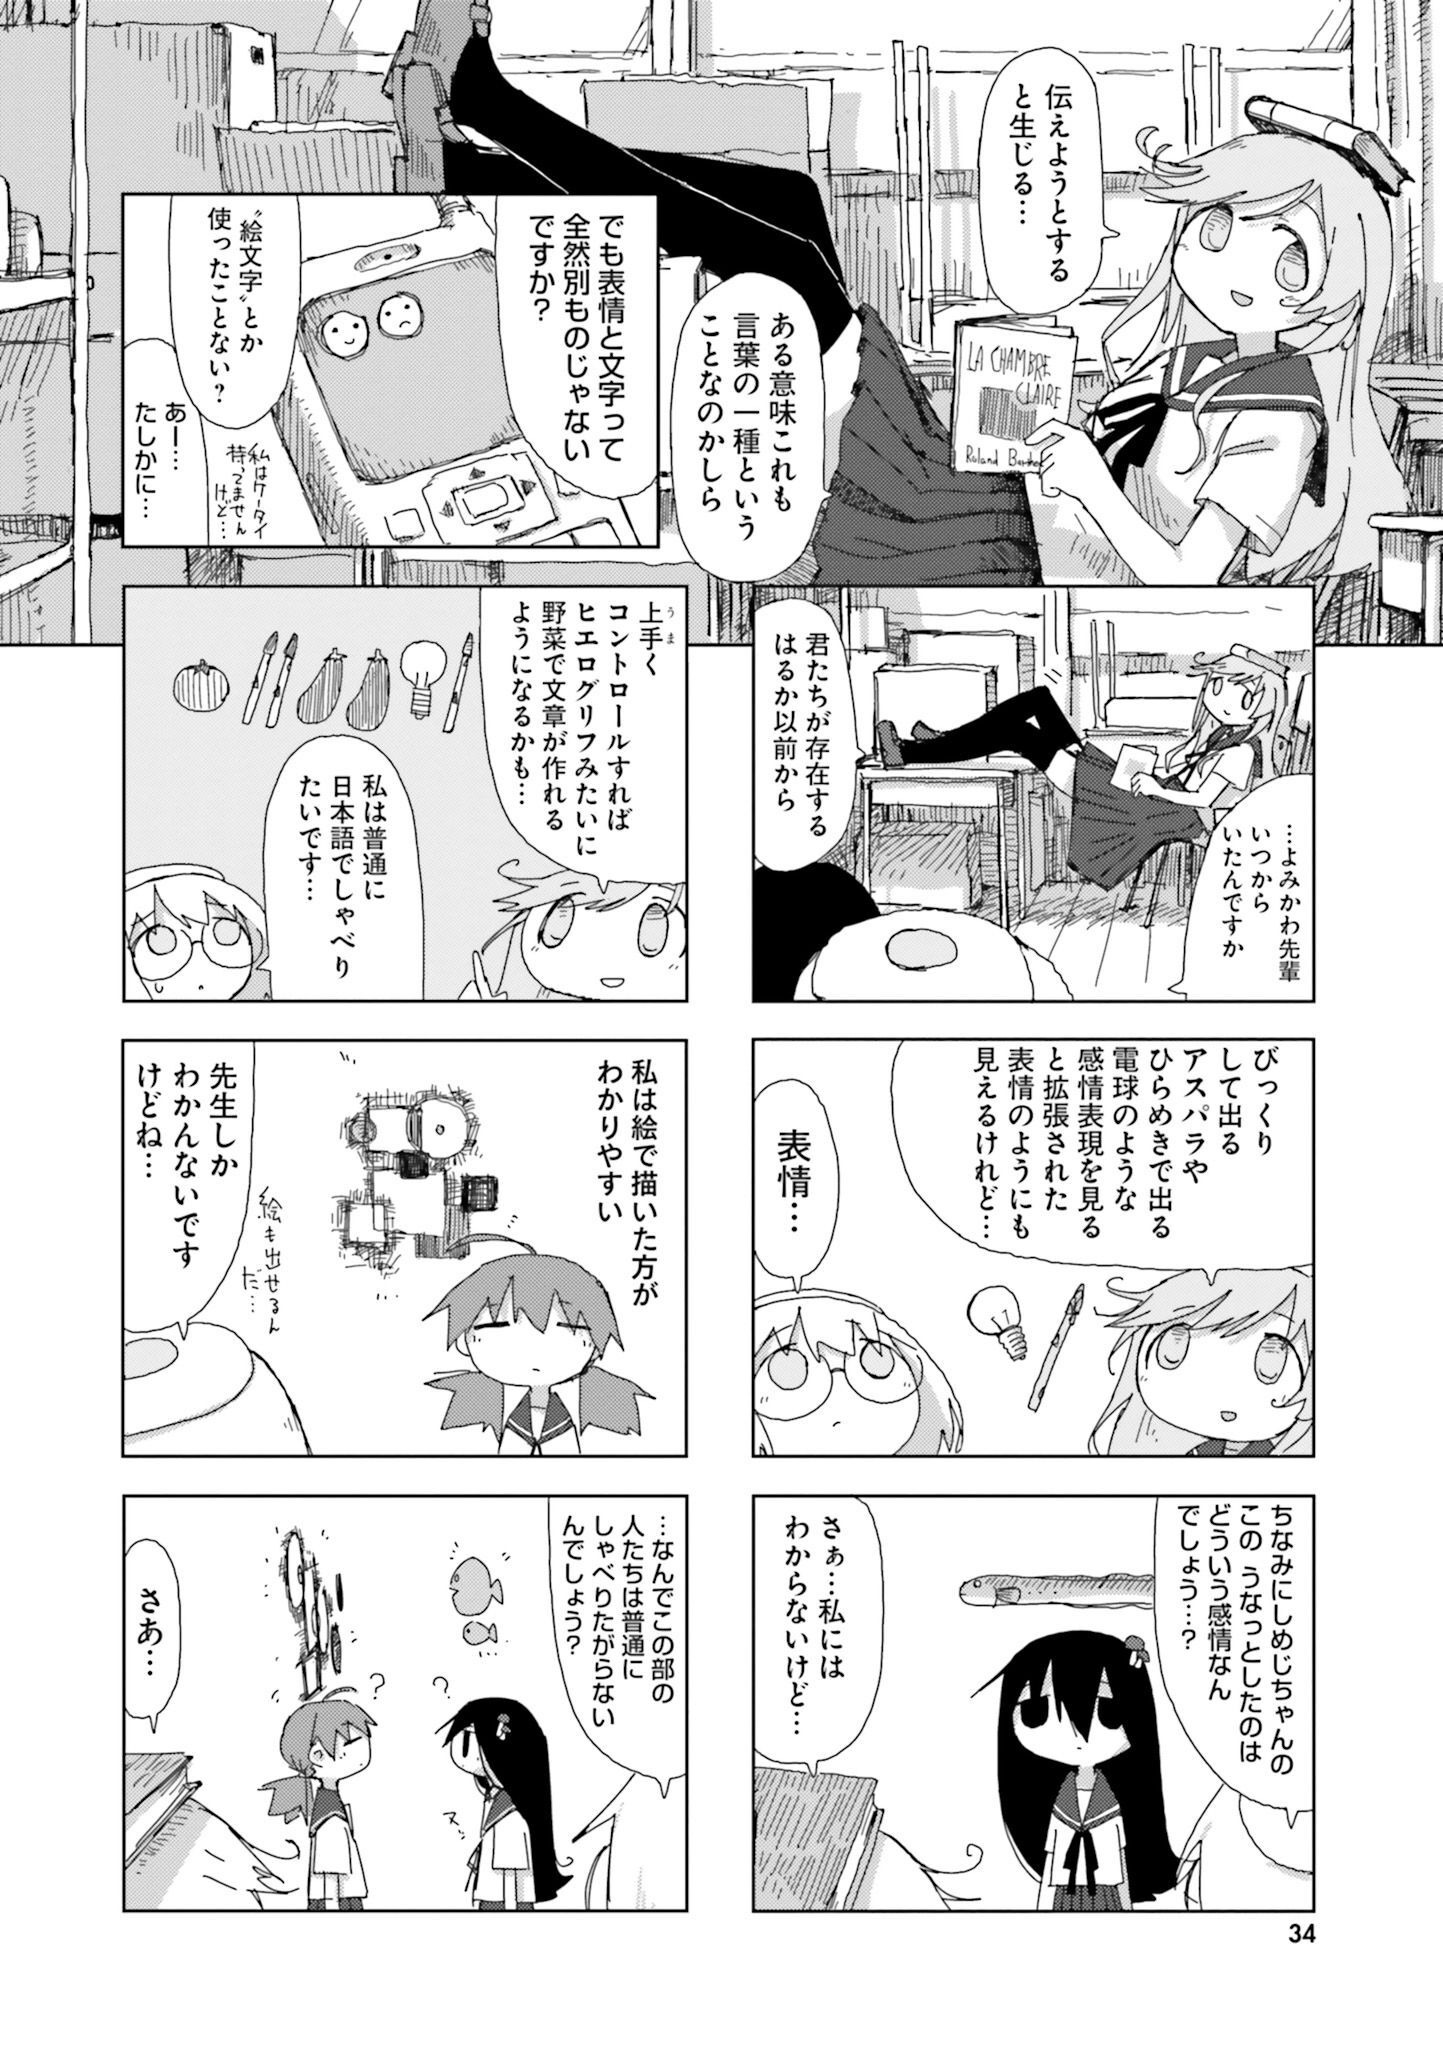 伝えようとする
と生じる…
LA CHAMBRE
CLAIRE
Roland Barthe
ある意味これも
言葉の一種という
ことなのかしら
…よみかわ先輩
いつから
いたんですか
君たちが存在する
はるか以前から
びっくり
して出る
アスパラや
ひらめきで出る
電球のような
感情表現を見る
と拡張された
表情のようにも
見えるけれど…
表情…
ちなみにしめじちゃんの
この うなっとしたのは
どういう感情なん
でしょう…?
さぁ…私には
わからないけど…
でも表情と文字って
全然別ものじゃない
ですか?
〝絵文字〟とか
使ったことない?
あー…
たしかに…
私はケータイ
持ってません
けど…
上手く
うま
コントロールすれば
ヒエログリフみたいに
野菜で文章が作れる
ようになるかも…
私は普通に
日本語でしゃべり
たいです…
私は絵で描いた方が
わかりやすい
先生しか
わかんないです
けどね…
絵も出せるん
だ…
…なんでこの部の
人たちは普通に
しゃべりたがらない
んでしょう?
?
?
ヌッ
さあ…
34